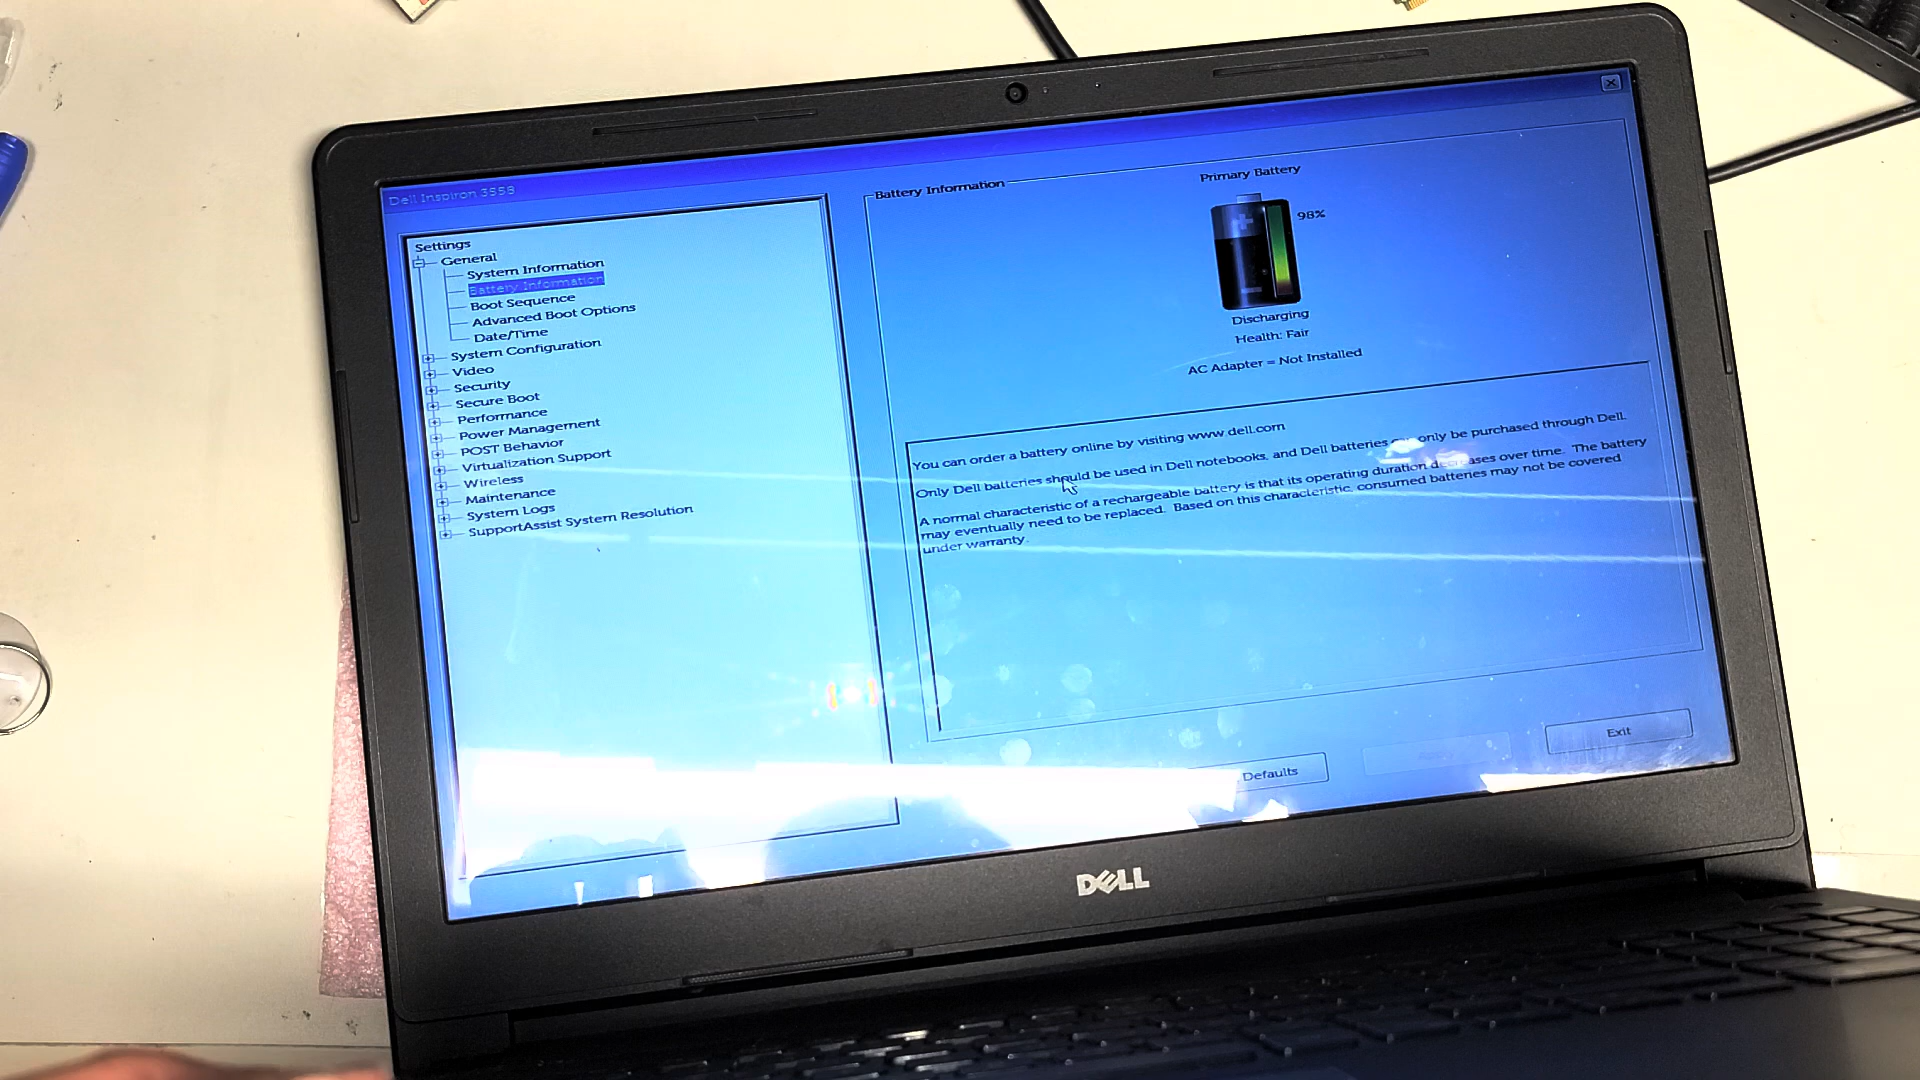 Dell Inspiron 3558
Settings
General
System Information
Battery Information
Boot Sequence
Advanced Boot Options
Date/Time
System Configuration
Video
Security
Secure Boot
Performance
Power Management
POST Behavior
Virtualization Support
Wireless
Maintenance
System Logs
SupportAssist System Resolution
Battery Information
Primary Battery
98%
Discharging
Health: Fair
AC Adapter = Not Installed
You can order a battery online by visiting www.dell.com
Only Dell batteries should be used in Dell notebooks, and Dell batteries only be purchased through Dell.
A normal characteristic of a rechargeable battery is that its operating duration decreases over time. The battery
may eventually need to be replaced. Based on this characteristic, consumed batteries may not be covered
under warranty.
Defaults
Exit
DELL